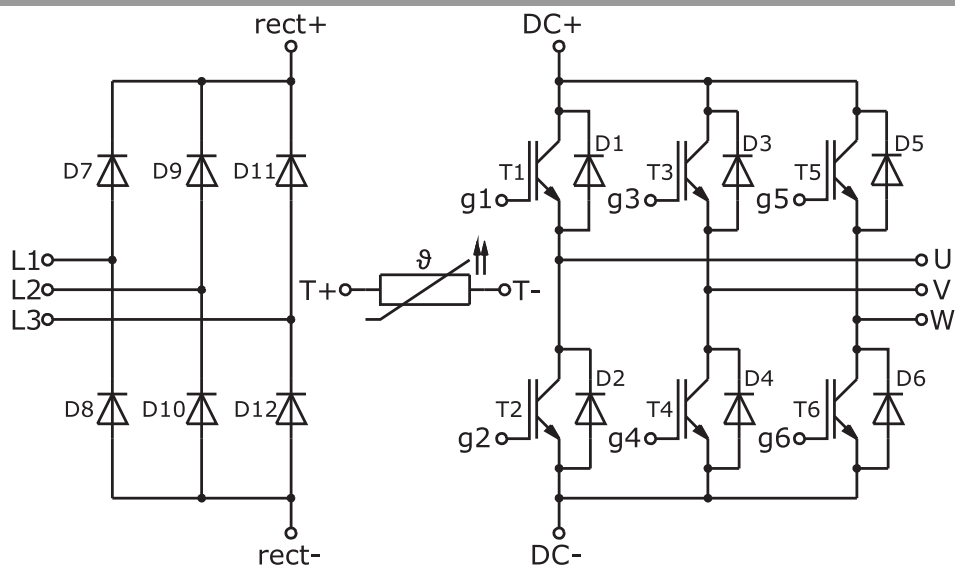 rect+
DC+
D7
D9
D11
T1
D1
T3
D3
T5
D5
g1
g3
g5
L1
L2
L3
T+
ϑ
T-
U
V
W
D8
D10
D12
T2
D2
T4
D4
T6
D6
g2
g4
g6
rect-
DC-